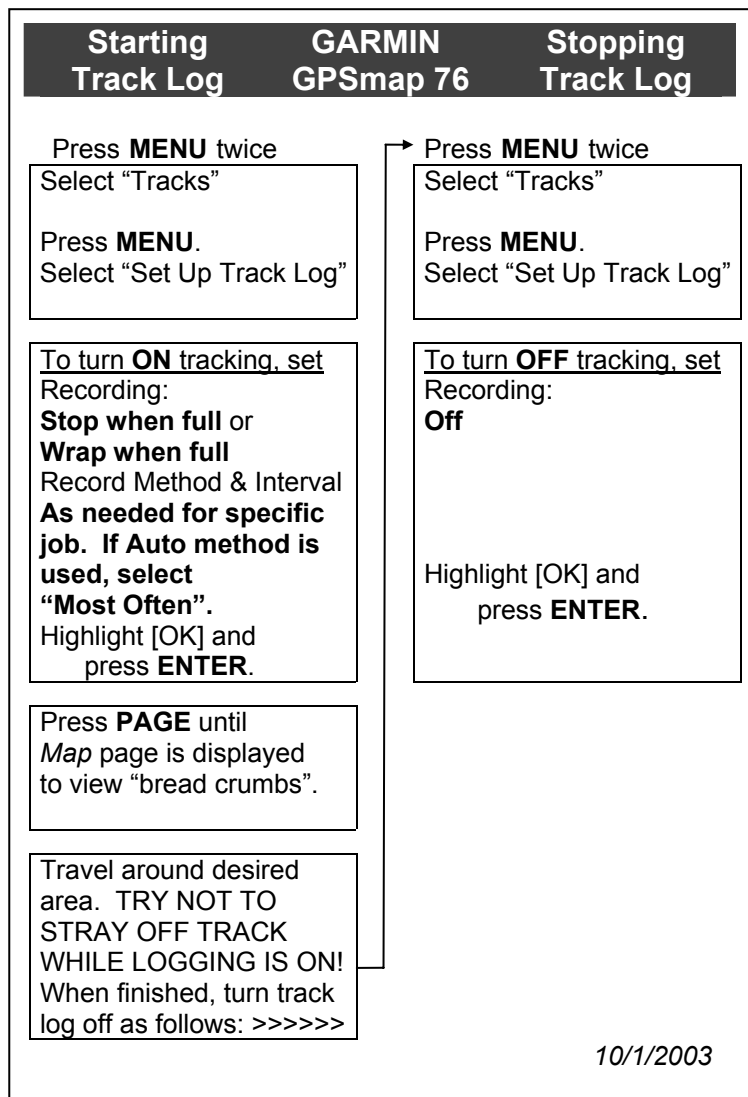 Starting Track Log
GARMIN GPSmap 76
Stopping Track Log
Press MENU twice
Select “Tracks”
Press MENU.
Select “Set Up Track Log”
To turn ON tracking, set
Recording:
Stop when full or
Wrap when full
Record Method & Interval
As needed for specific
job.  If Auto method is
used, select
“Most Often”.
Highlight [OK] and
press ENTER.
Press PAGE until
Map page is displayed
to view “bread crumbs”.
Travel around desired
area.  TRY NOT TO
STRAY OFF TRACK
WHILE LOGGING IS ON!
When finished, turn track
log off as follows: >>>>>>
Press MENU twice
Select “Tracks”
Press MENU.
Select “Set Up Track Log”
To turn OFF tracking, set
Recording:
Off
Highlight [OK] and
press ENTER.
10/1/2003